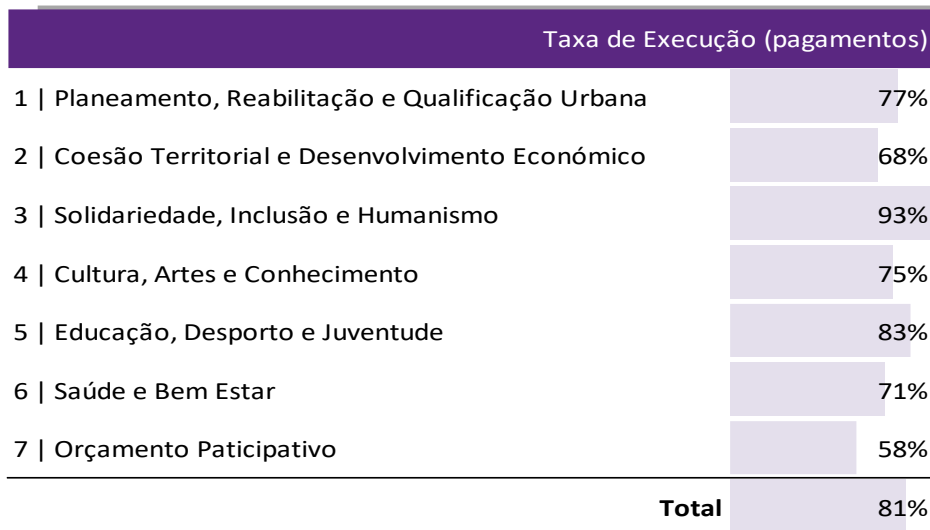 Taxa de Execução (pagamentos)
1 | Planeamento, Reabilitação e Qualificação Urbana 77%
2 | Coesão Territorial e Desenvolvimento Económico 68%
3 | Solidariedade, Inclusão e Humanismo 93%
4 | Cultura, Artes e Conhecimento 75%
5 | Educação, Desporto e Juventude 83%
6 | Saúde e Bem Estar 71%
7 | Orçamento Paticipativo 58%
Total 81%